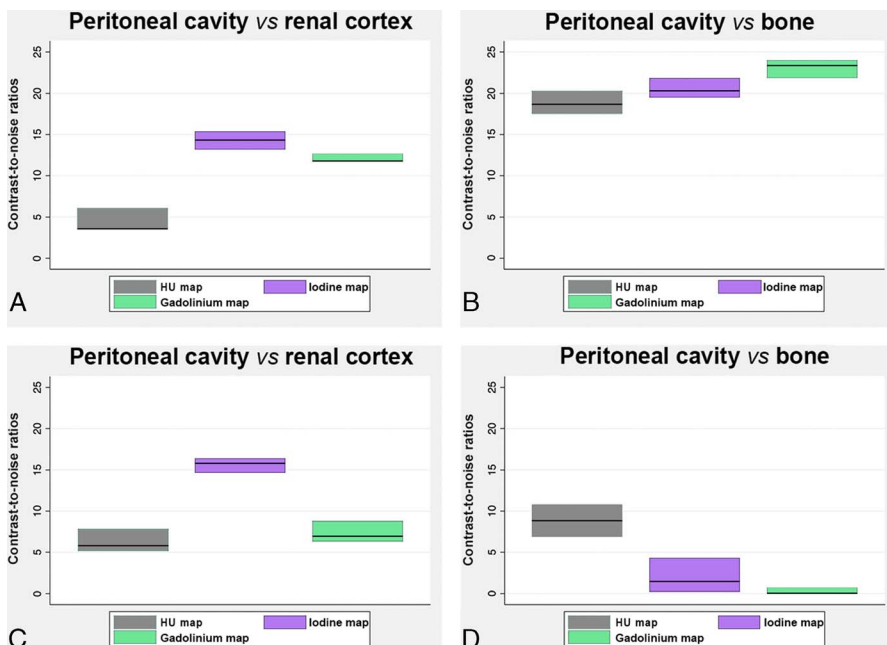 Peritoneal cavity vs renal cortex
Contrast-to-noise ratios
25
20
15
10
5
0
HU map
Iodine map
Gadolinium map
A
Peritoneal cavity vs bone
Contrast-to-noise ratios
25
20
15
10
5
0
HU map
Iodine map
Gadolinium map
B
Peritoneal cavity vs renal cortex
Contrast-to-noise ratios
25
20
15
10
5
0
HU map
Iodine map
Gadolinium map
C
Peritoneal cavity vs bone
Contrast-to-noise ratios
25
20
15
10
5
0
HU map
Iodine map
Gadolinium map
D